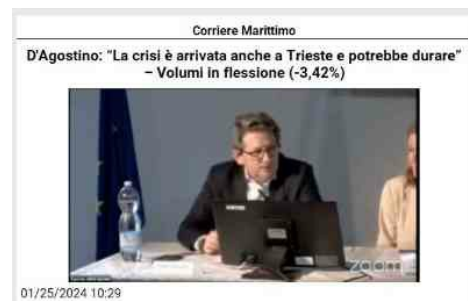 Corriere Marittimo
D'Agostino: “La crisi è arrivata anche a Trieste e potrebbe durare”
– Volumi in flessione (-3,42%)
zoom
01/25/2024 10:29